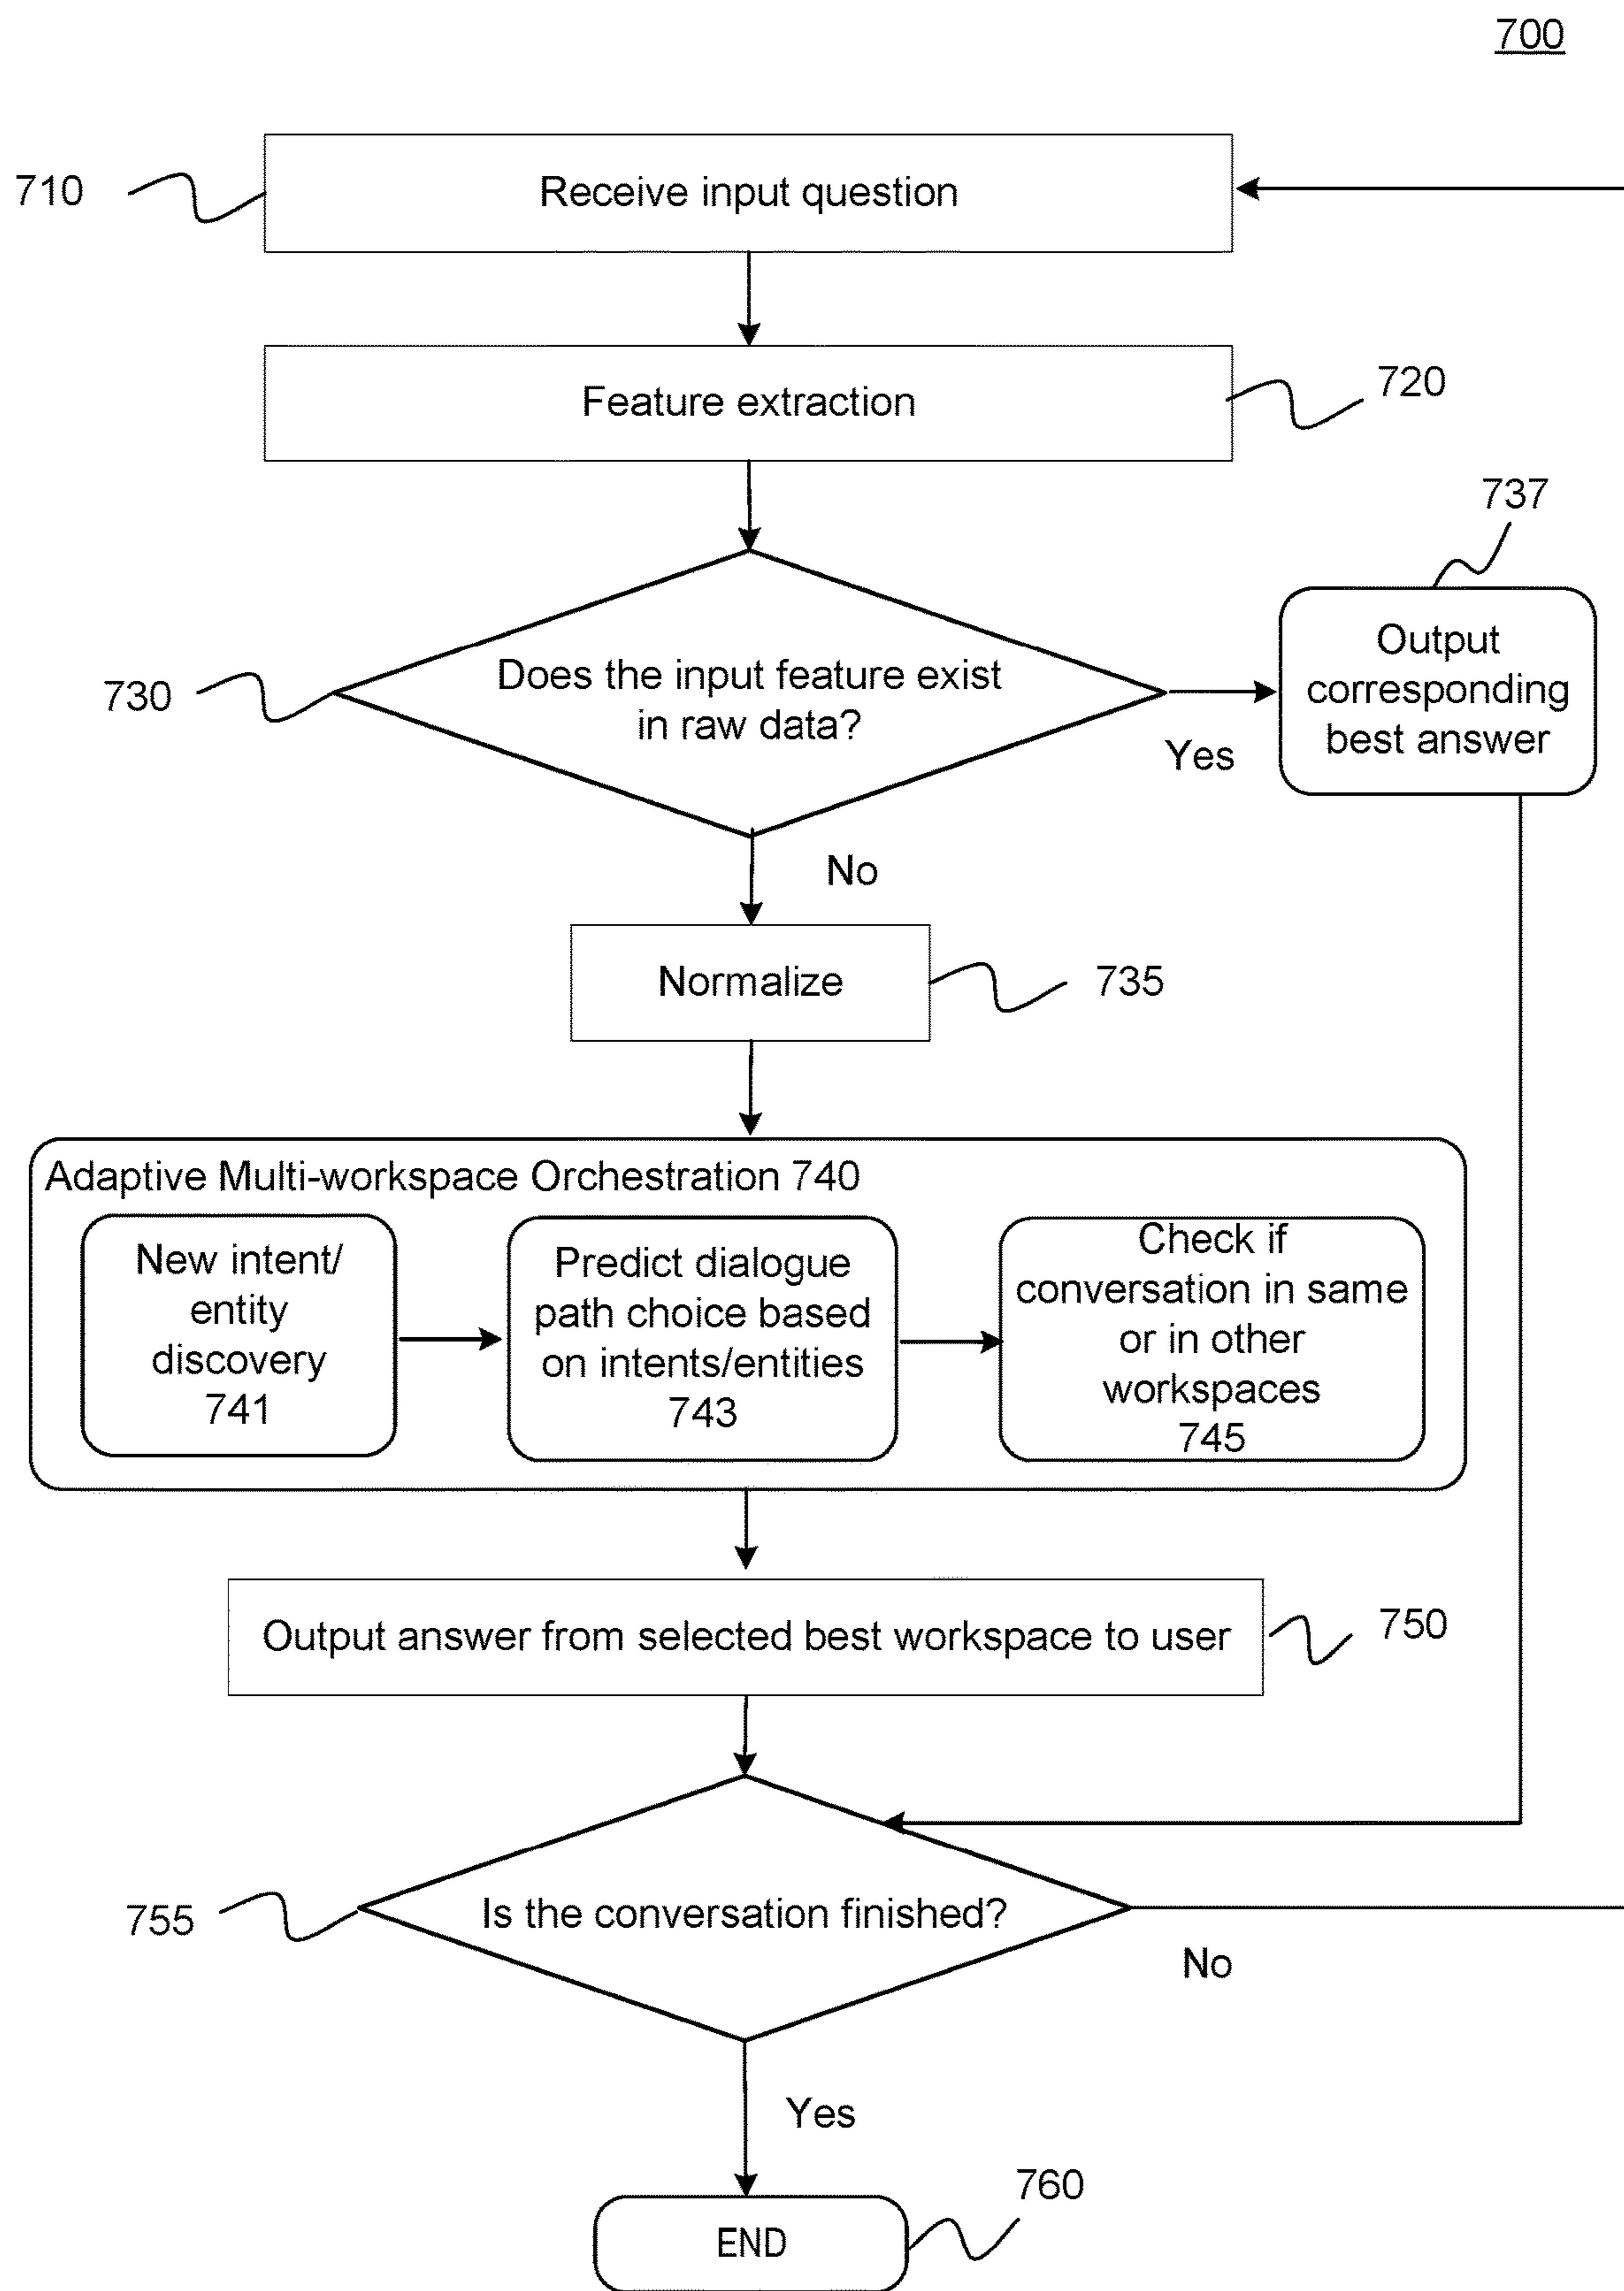 700
710
Receive input question
Feature extraction
720
737
730
Does the input feature exist
in raw data?
Yes
Output
corresponding
best answer
No
Normalize
735
Adaptive Multi-workspace Orchestration 740
New intent/
entity
discovery
741
Predict dialogue
path choice based
on intents/entities
743
Check if
conversation in same
or in other
workspaces
745
Output answer from selected best workspace to user
750
755
Is the conversation finished?
No
Yes
760
END